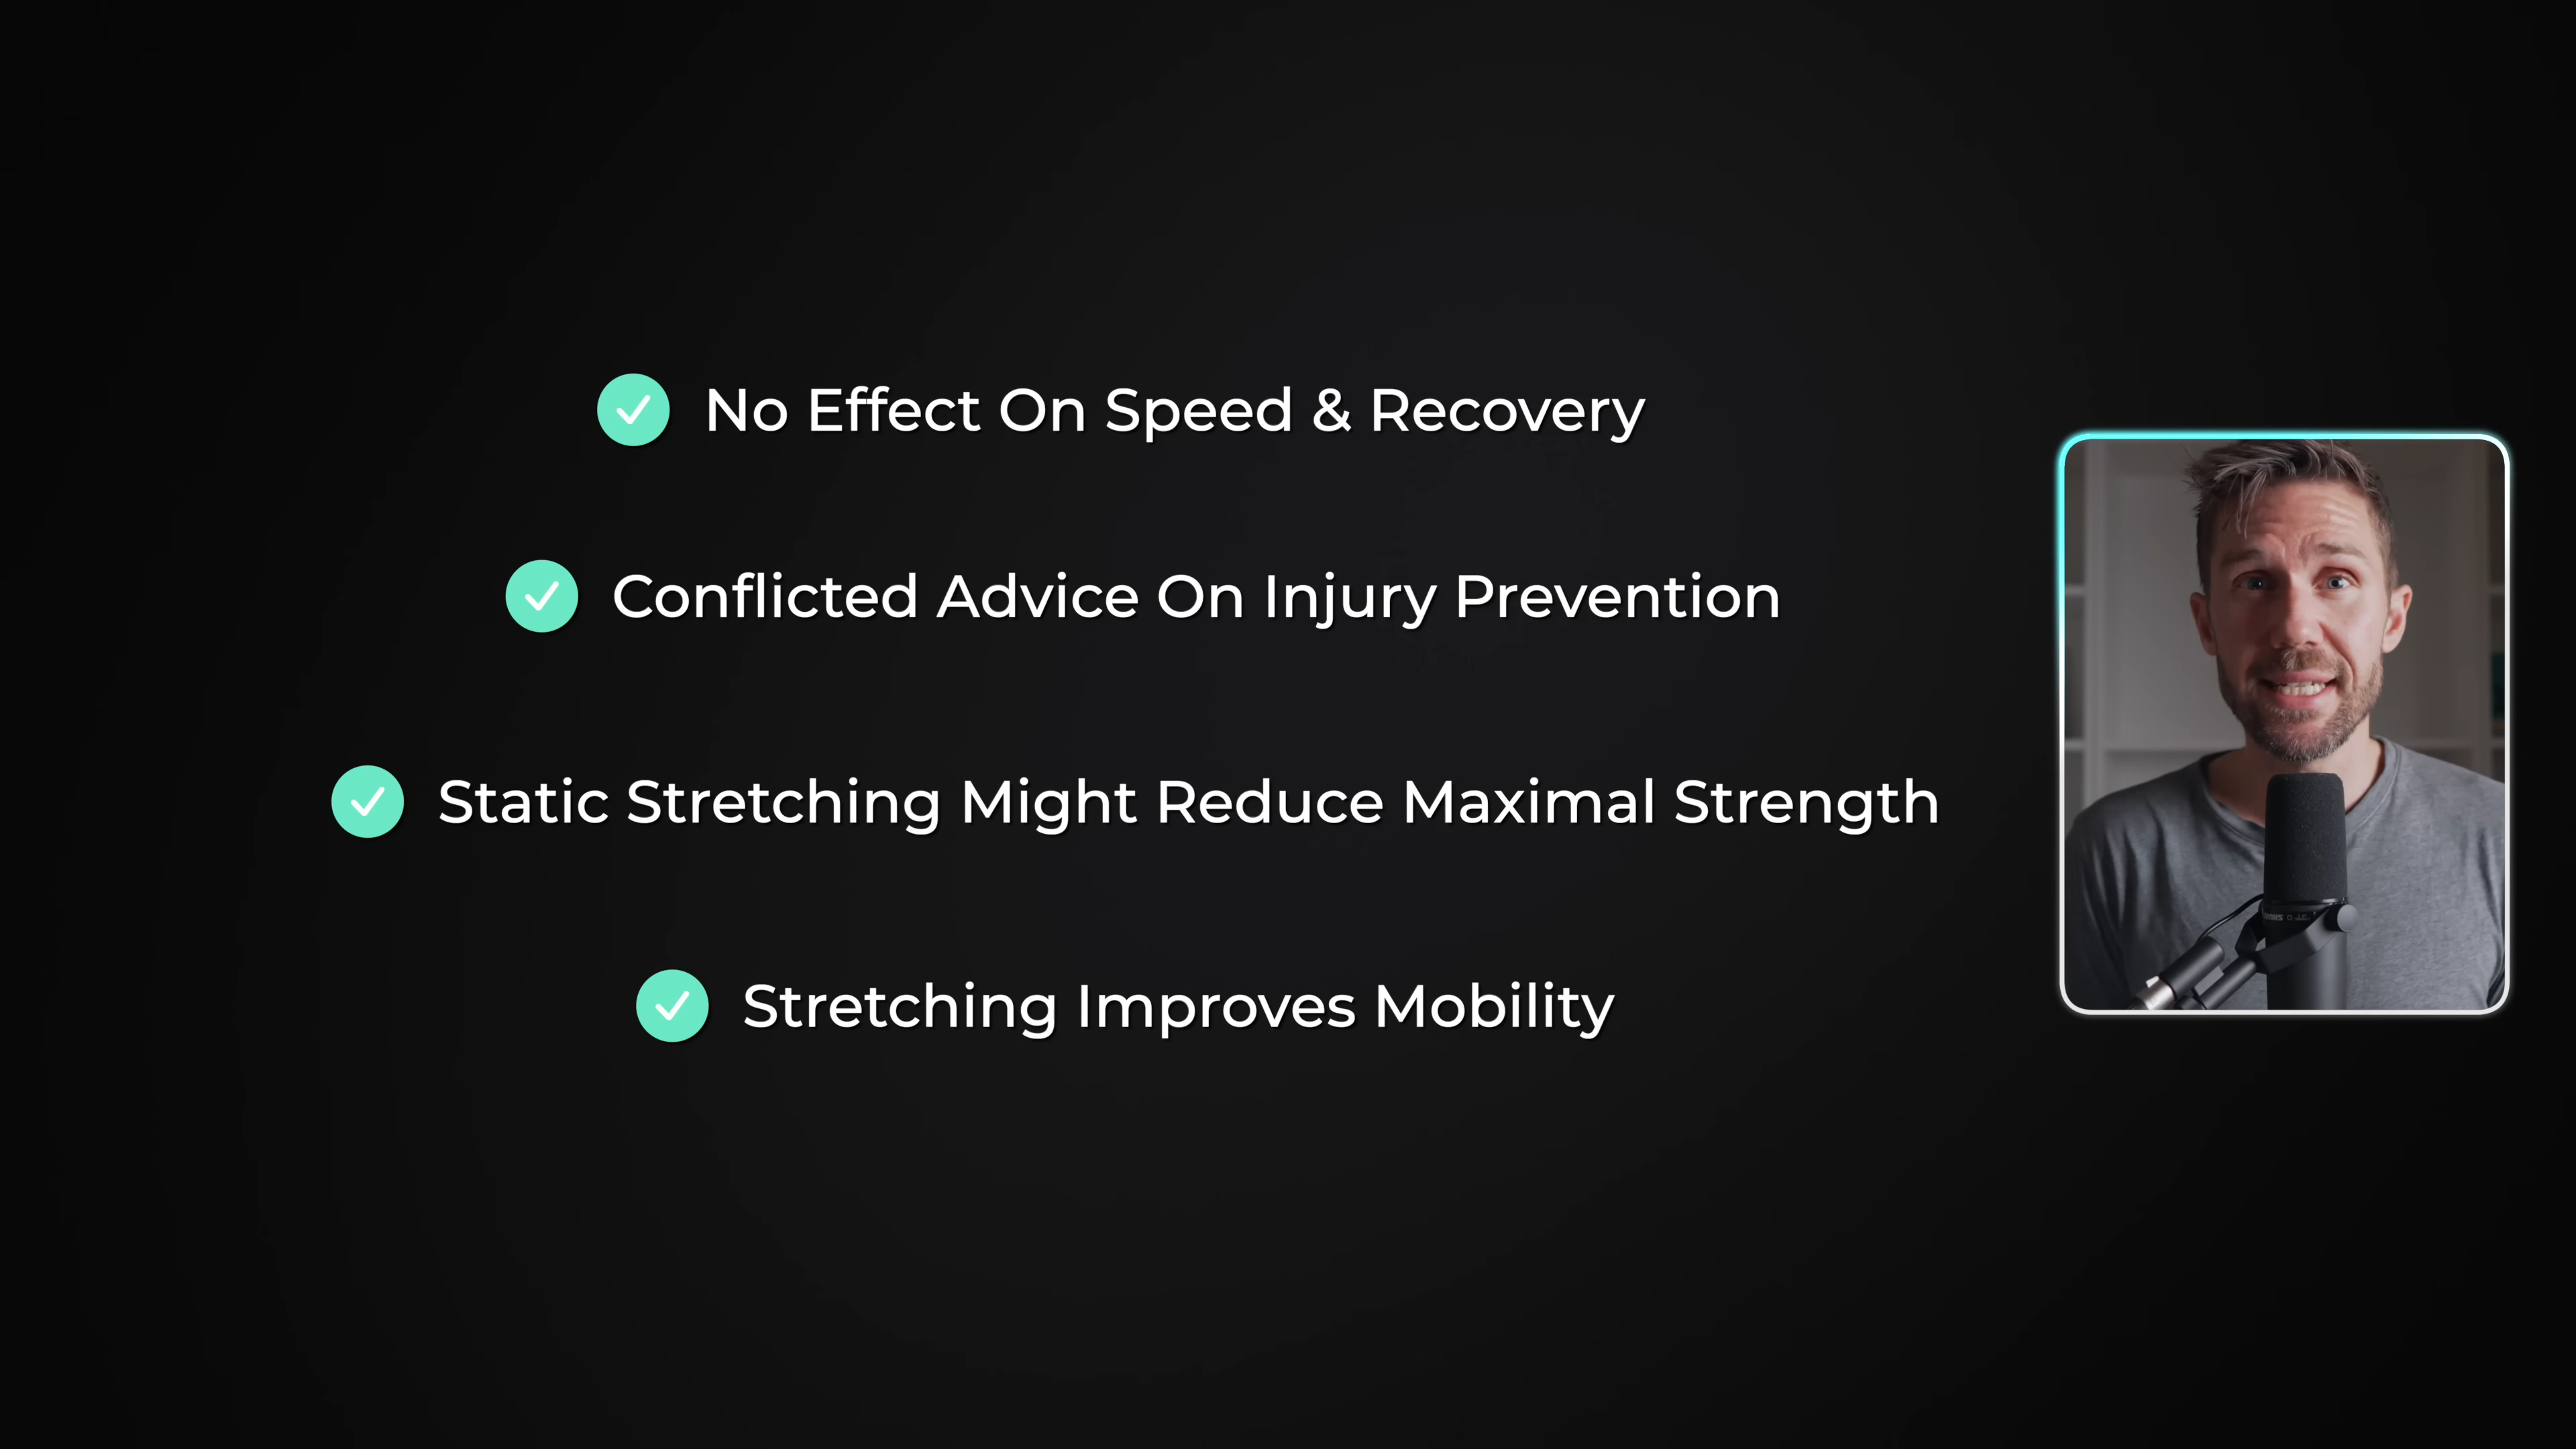 No Effect On Speed & Recovery
Conflicted Advice On Injury Prevention
Static Stretching Might Reduce Maximal Strength
Stretching Improves Mobility